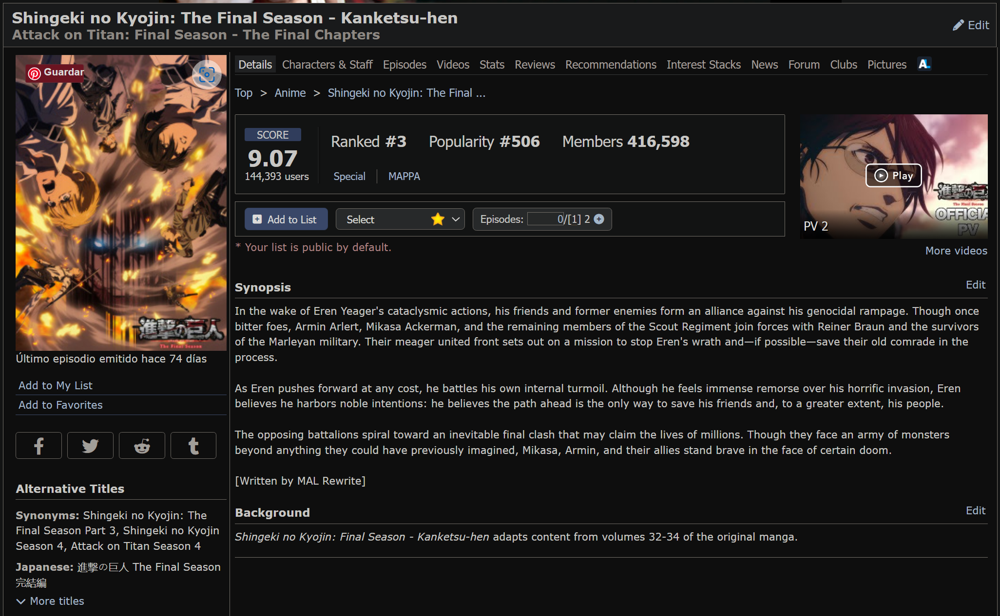 Shingeki no Kyojin: The Final Season - Kanketsu-hen
Attack on Titan: Final Season - The Final Chapters
Edit
Guardar
進撃の巨人
The Final Season
Último episodio emitido hace 74 días
Add to My List
Add to Favorites
Alternative Titles
Synonyms: Shingeki no Kyojin: The
Final Season Part 3, Shingeki no Kyojin
Season 4, Attack on Titan Season 4
Japanese: 進撃の巨人 The Final Season
完結編
More titles
Details Characters & Staff Episodes Videos Stats Reviews Recommendations Interest Stacks News Forum Clubs Pictures
Top > Anime > Shingeki no Kyojin: The Final ...
SCORE
9.07
144,393 users
Ranked #3 Popularity #506 Members 416,598
Special MAPPA
Add to List Select Episodes: 0/[1] 2
* Your list is public by default.
Play
進撃の巨
The Final Season
OFFICIA
PV
PV 2
More videos
Synopsis
Edit
In the wake of Eren Yeager's cataclysmic actions, his friends and former enemies form an alliance against his genocidal rampage. Though once
bitter foes, Armin Arlert, Mikasa Ackerman, and the remaining members of the Scout Regiment join forces with Reiner Braun and the survivors
of the Marleyan military. Their meager united front sets out on a mission to stop Eren's wrath and—if possible—save their old comrade in the
process.
As Eren pushes forward at any cost, he battles his own internal turmoil. Although he feels immense remorse over his horrific invasion, Eren
believes he harbors noble intentions: he believes the path ahead is the only way to save his friends and, to a greater extent, his people.
The opposing battalions spiral toward an inevitable final clash that may claim the lives of millions. Though they face an army of monsters
beyond anything they could have previously imagined, Mikasa, Armin, and their allies stand brave in the face of certain doom.
[Written by MAL Rewrite]
Background
Edit
Shingeki no Kyojin: Final Season - Kanketsu-hen adapts content from volumes 32-34 of the original manga.